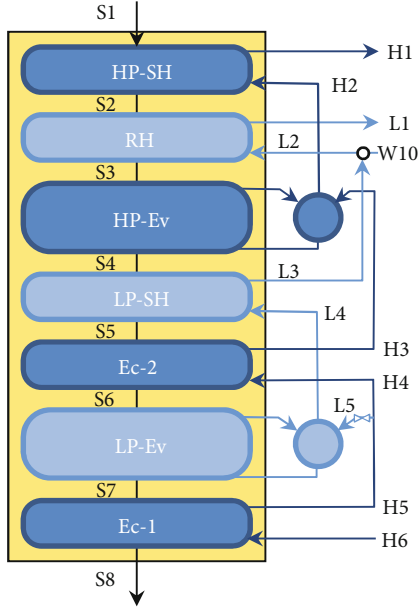 S1
HP-SH
H1
S2
H2
RH
L1
L2
W10
S3
HP-Ev
S4
L3
LP-SH
L4
S5
Ec-2
H3
H4
S6
L5
LP-Ev
S7
H5
Ec-1
H6
S8